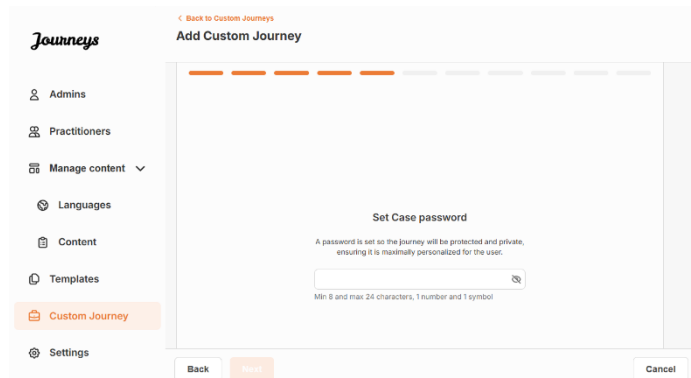 Journeys
Admins
Practitioners
Manage content
Languages
Content
Templates
Custom Journey
Settings
Back to Custom Journeys
Add Custom Journey
Set Case password
A password is set so the journey will be protected and private,
ensuring it is maximally personalized for the user.
Min 8 and max 24 characters, 1 number and 1 symbol
Back
Next
Cancel